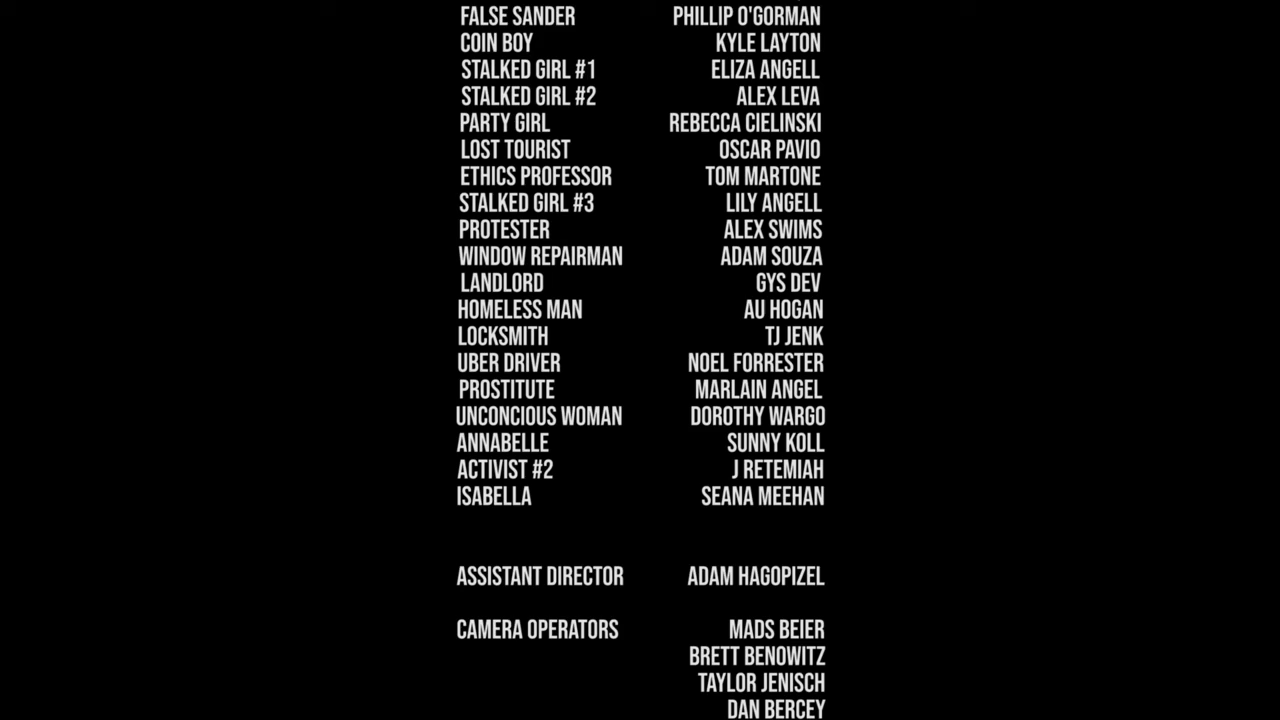 FALSE SANDER PHILLIP O'GORMAN
COIN BOY KYLE LAYTON
STALKED GIRL #1 ELIZA ANGELL
STALKED GIRL #2 ALEX LEVA
PARTY GIRL REBECCA CIELINSKI
LOST TOURIST OSCAR PAVIO
ETHICS PROFESSOR TOM MARTONE
STALKED GIRL #3 LILY ANGELL
PROTESTER ALEX SWIMS
WINDOW REPAIRMAN ADAM SOUZA
LANDLORD GYS DEV
HOMELESS MAN AU HOGAN
LOCKSMITH TJ JENK
UBER DRIVER NOEL FORRESTER
PROSTITUTE MARLAIN ANGEL
UNCONCIOUS WOMAN DOROTHY WARGO
ANNABELLE SUNNY KOLL
ACTIVIST #2 J RETEMIAH
ISABELLA SEANA MEEHAN
ASSISTANT DIRECTOR ADAM HAGOPIZEL
CAMERA OPERATORS MADS BEIER
BRETT BENOWITZ
TAYLOR JENISCH
DAN BERCEY